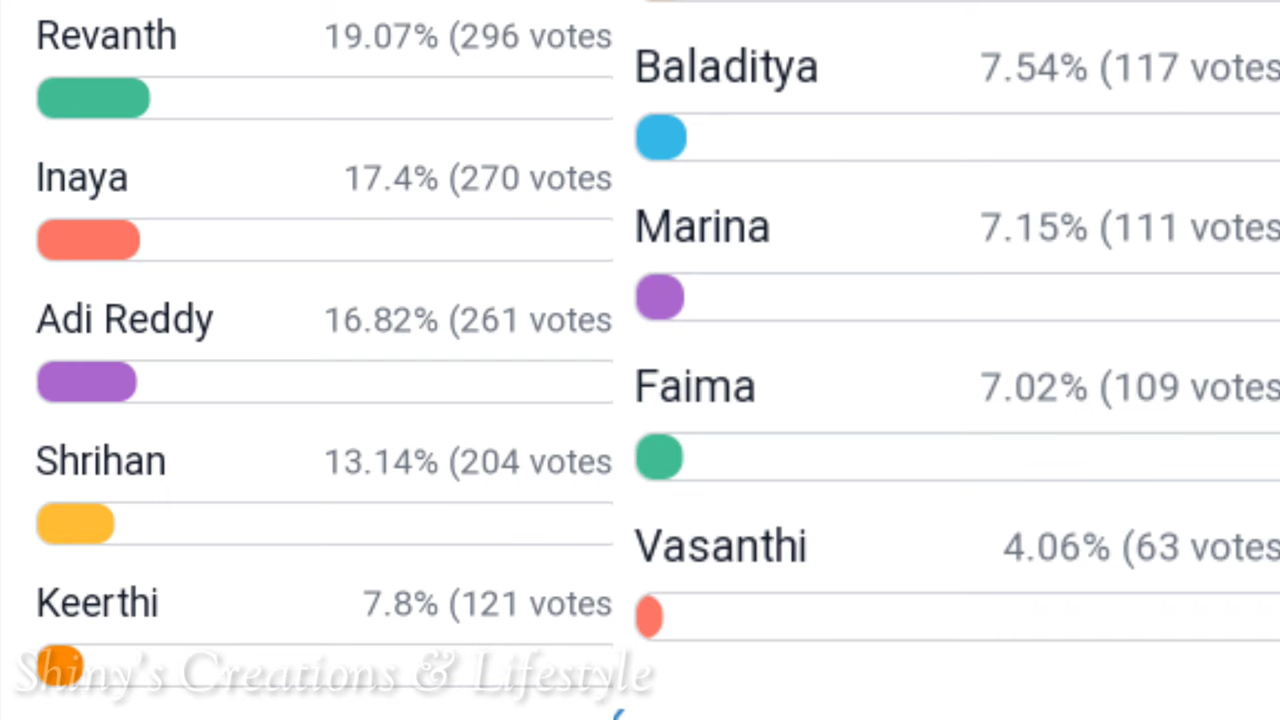 Revanth 19.07% (296 votes
Inaya 17.4% (270 votes
Adi Reddy 16.82% (261 votes
Shrihan 13.14% (204 votes
Keerthi 7.8% (121 votes
Shiny's Creations & Lifestyle
Baladitya 7.54% (117 votes
Marina 7.15% (111 votes
Faima 7.02% (109 votes
Vasanthi 4.06% (63 votes